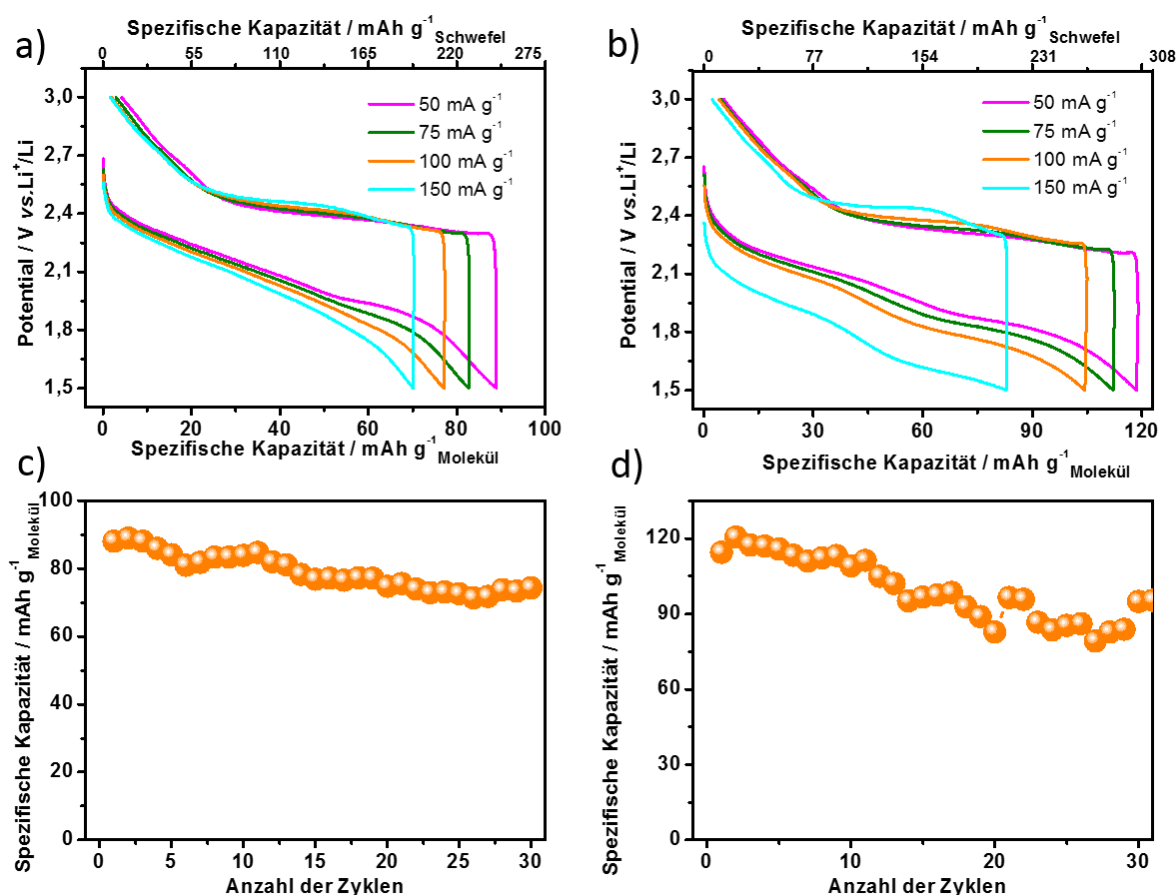 a)
Spezifische Kapazität / mAh g⁻¹Schwefel
0 55 110 165 220 275
3,0
2,7
2,4
2,1
1,8
1,5
Potential / V vs.Li⁺/Li
50 mA g⁻¹
75 mA g⁻¹
100 mA g⁻¹
150 mA g⁻¹
0 20 40 60 80 100
Spezifische Kapazität / mAh g⁻¹Molekül
b)
Spezifische Kapazität / mAh g⁻¹Schwefel
0 77 154 231 308
3,0
2,7
2,4
2,1
1,8
1,5
Potential / V vs.Li⁺/Li
50 mA g⁻¹
75 mA g⁻¹
100 mA g⁻¹
150 mA g⁻¹
0 30 60 90 120
Spezifische Kapazität / mAh g⁻¹Molekül
c)
100
80
60
40
20
0
Spezifische Kapazität / mAh g⁻¹Molekül
0 5 10 15 20 25 30
Anzahl der Zyklen
d)
120
90
60
30
0
Spezifische Kapazität / mAh g⁻¹Molekül
0 10 20 30
Anzahl der Zyklen